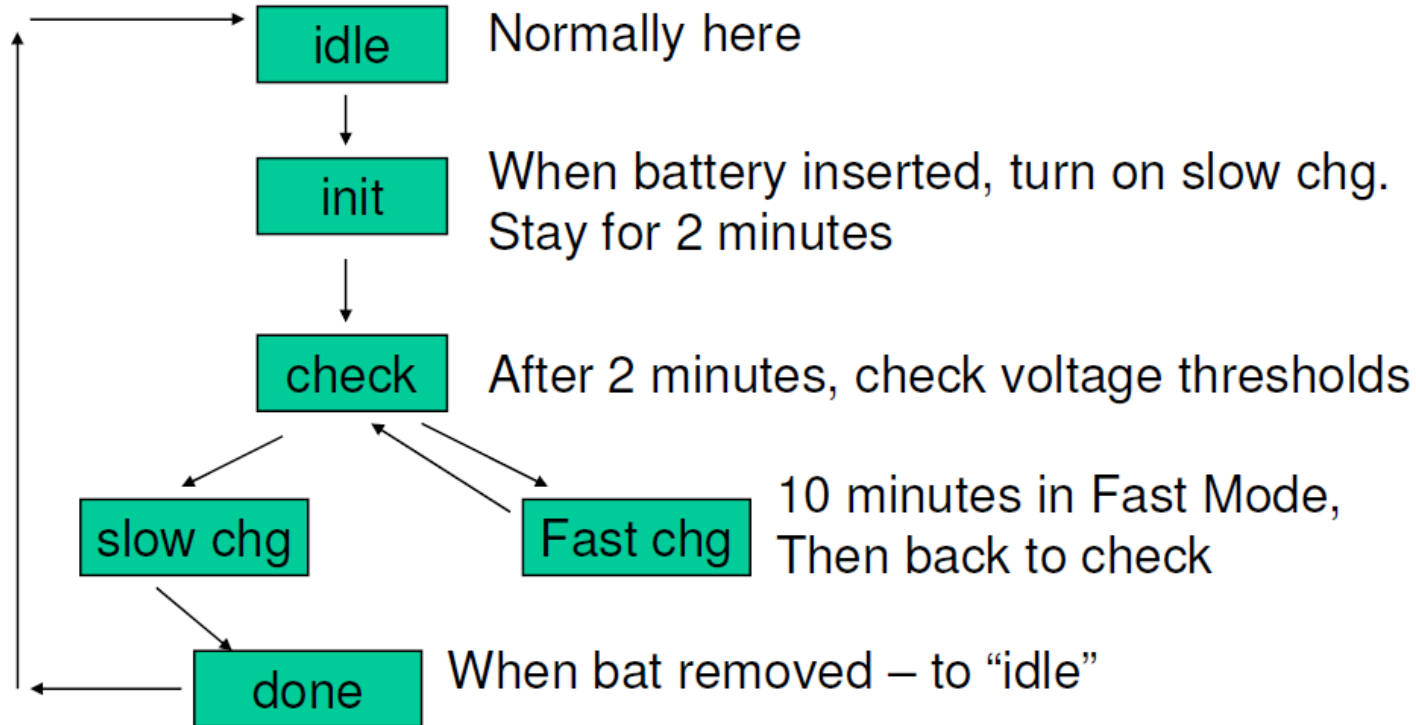 idle
Normally here
init
When battery inserted, turn on slow chg.
Stay for 2 minutes
check
After 2 minutes, check voltage thresholds
slow chg
Fast chg
10 minutes in Fast Mode,
Then back to check
done
When bat removed – to “idle”